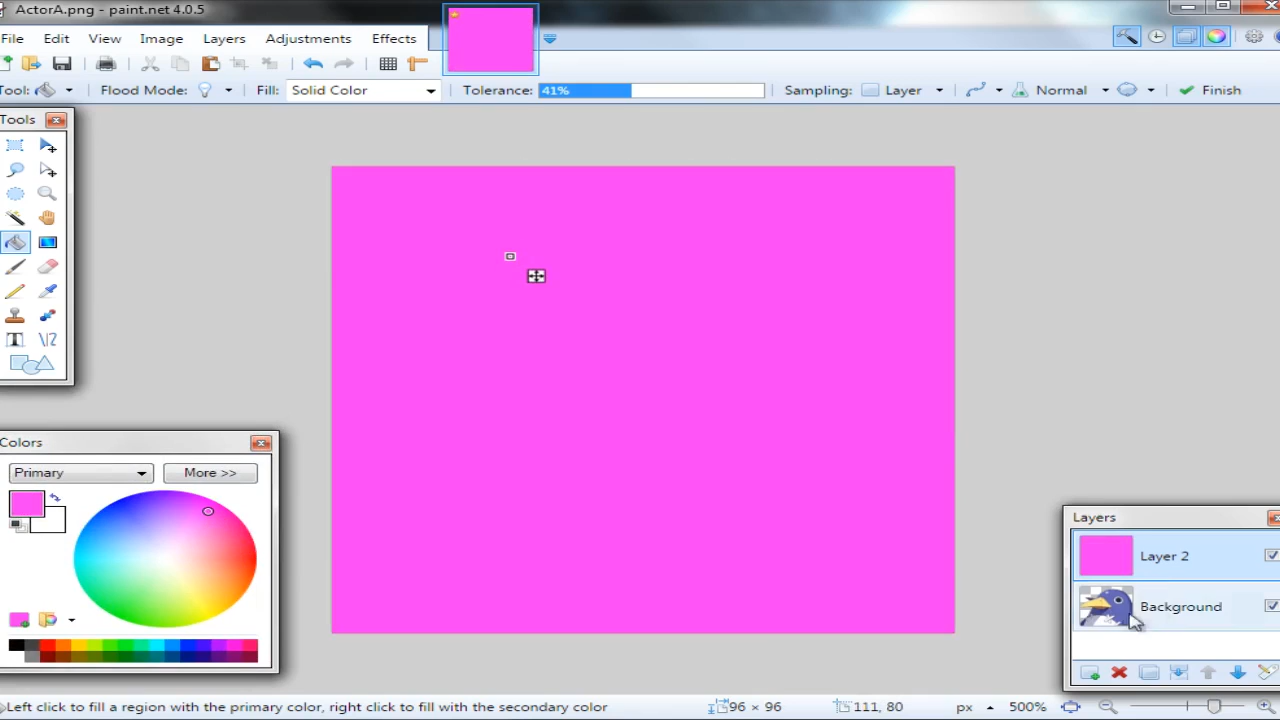 ActorA.png - paint.net 4.0.5
File Edit View Image Layers Adjustments Effects
Tool: Flood Mode: Fill: Solid Color Tolerance: 41% Sampling: Layer Normal Finish
Tools
T
Colors
Primary More >>
Layers
Layer 2
Background
Left click to fill a region with the primary color, right click to fill with the secondary color 96 × 96 111, 80 px 500%